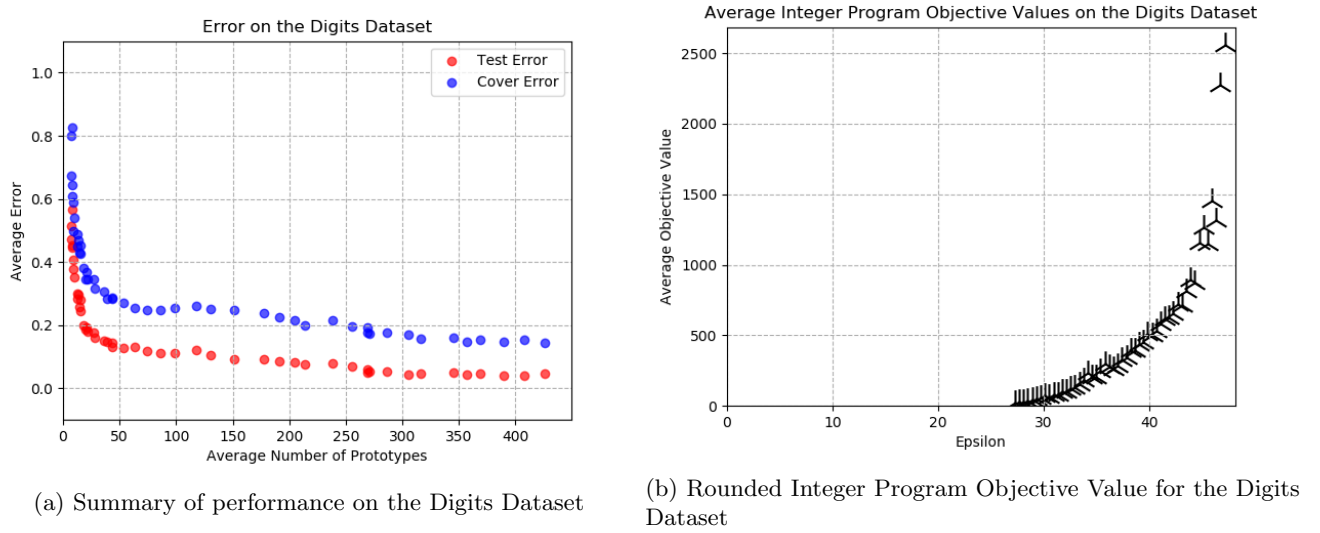 Error on the Digits Dataset
Test Error
Cover Error
1.0
0.8
0.6
0.4
0.2
0.0
Average Error
0 50 100 150 200 250 300 350 400
Average Number of Prototypes
(a) Summary of performance on the Digits Dataset
Average Integer Program Objective Values on the Digits Dataset
2500
2000
1500
1000
500
0
Average Objective Value
0 10 20 30 40
Epsilon
(b) Rounded Integer Program Objective Value for the Digits
Dataset